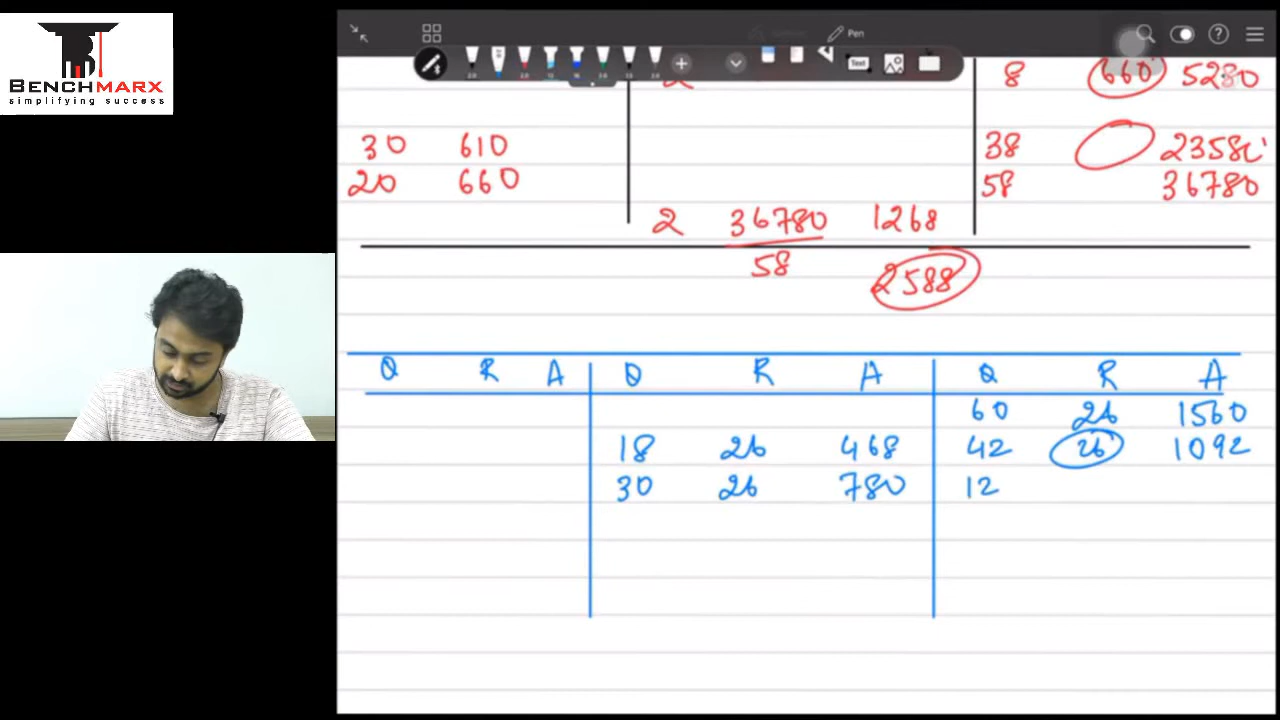 BENCHMARX
simplifying success
Pen
Text
8 660 5280
30 610 38 23580
20 660 58 36780
2 36780 1268
58 2588
Q R A Q R A Q R A
60 26 1560
18 26 468 42 26 1092
30 26 780 12